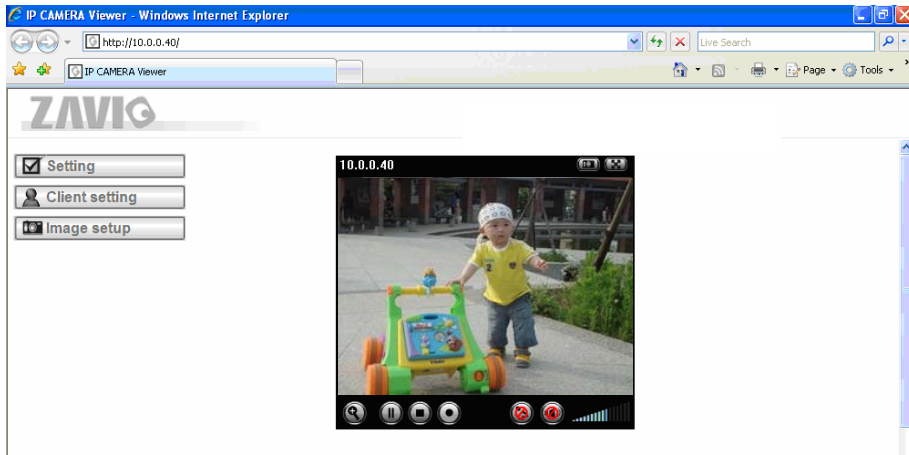 IP CAMERA Viewer - Windows Internet Explorer
http://10.0.0.40/
Live Search
IP CAMERA Viewer
Page
Tools
ZAVIO
Setting
Client setting
Image setup
10.0.0.40